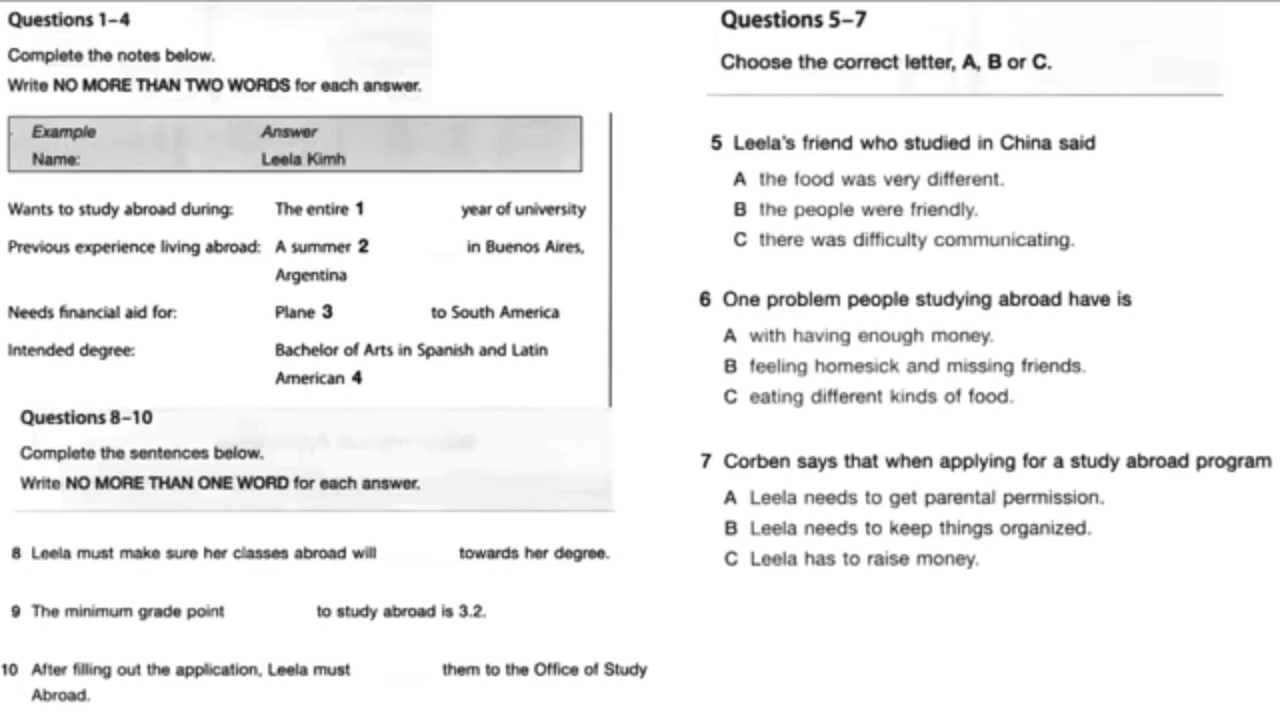 Questions 1–4
Complete the notes below.
Write NO MORE THAN TWO WORDS for each answer.
Example Answer
Name: Leela Kimh
Wants to study abroad during: The entire 1 year of university
Previous experience living abroad: A summer 2 in Buenos Aires,
Argentina
Needs financial aid for: Plane 3 to South America
Intended degree: Bachelor of Arts in Spanish and Latin
American 4
Questions 8–10
Complete the sentences below.
Write NO MORE THAN ONE WORD for each answer.
8 Leela must make sure her classes abroad will towards her degree.
9 The minimum grade point to study abroad is 3.2.
10 After filling out the application, Leela must them to the Office of Study
Abroad.
Questions 5–7
Choose the correct letter, A, B or C.
5 Leela's friend who studied in China said
A the food was very different.
B the people were friendly.
C there was difficulty communicating.
6 One problem people studying abroad have is
A with having enough money.
B feeling homesick and missing friends.
C eating different kinds of food.
7 Corben says that when applying for a study abroad program
A Leela needs to get parental permission.
B Leela needs to keep things organized.
C Leela has to raise money.